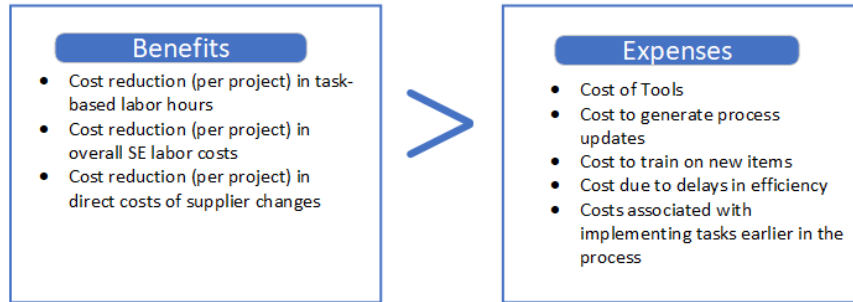 Benefits
• Cost reduction (per project) in task-
based labor hours
• Cost reduction (per project) in
overall SE labor costs
• Cost reduction (per project) in
direct costs of supplier changes
>
Expenses
• Cost of Tools
• Cost to generate process
updates
• Cost to train on new items
• Cost due to delays in efficiency
• Costs associated with
implementing tasks earlier in the
process